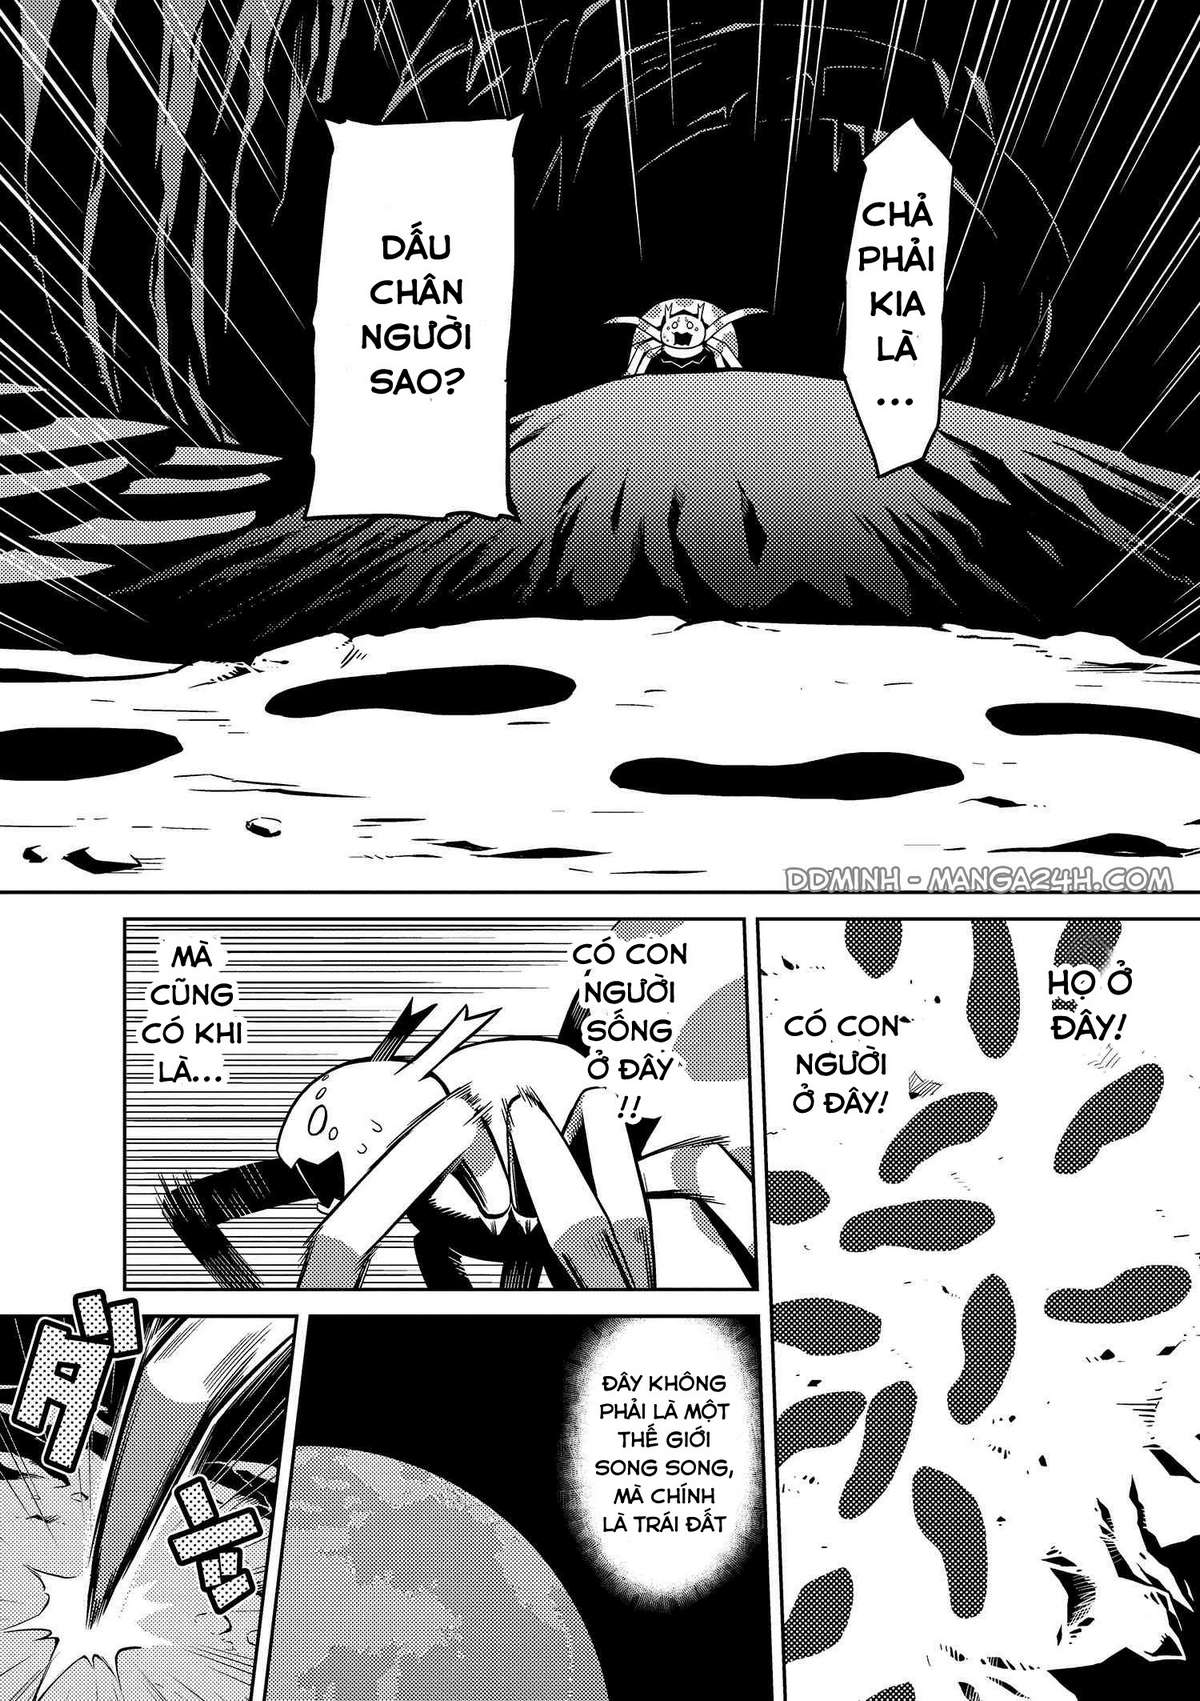 CHẢ
PHẢI
KIA
LÀ
...
DẤU
CHÂN
NGƯỜI
SAO?
DDMINH - MANGA24H.COM
HỌ Ở
ĐÂY!
CÓ CON
NGƯỜI
Ở ĐÂY!
CÓ CON
NGƯỜI
SỐNG
Ở ĐÂY
!!
MÀ
CŨNG
CÓ KHI
LÀ...
ĐÂY KHÔNG
PHẢI LÀ MỘT
THẾ GIỚI
SONG SONG,
MÀ CHÍNH
LÀ TRÁI ĐẤT
ダダ